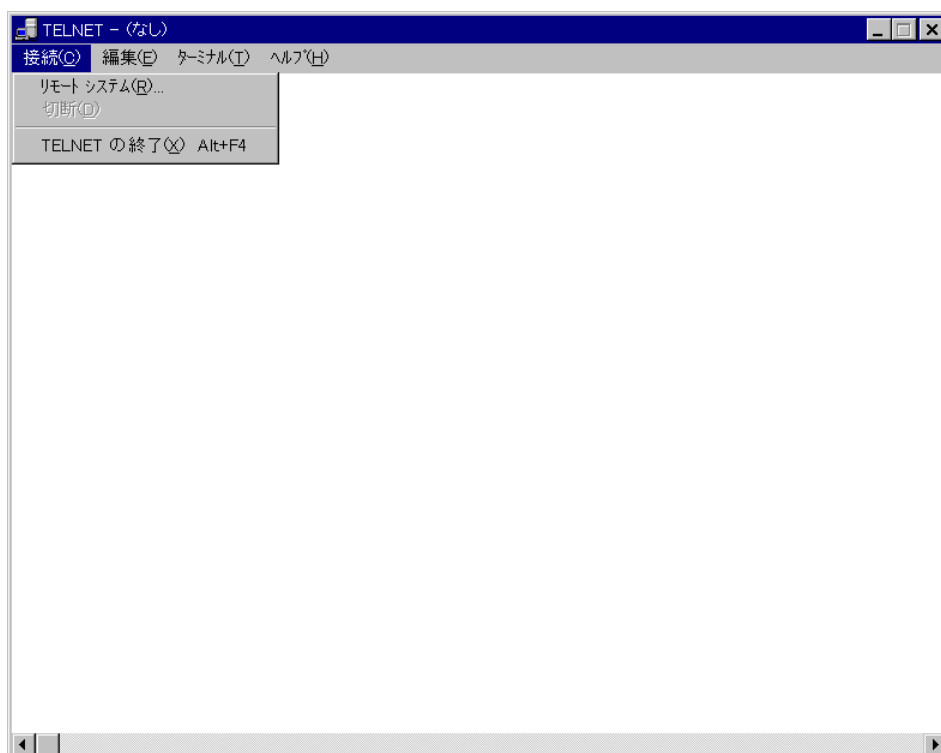 TELNET - (なし)
接続(C) 編集(E) ﾀｰﾐﾅﾙ(T) ﾍﾙﾌﾟ(H)
ﾘﾓｰﾄ ｼｽﾃﾑ(R)...
切断(D)
TELNET の終了(X) Alt+F4